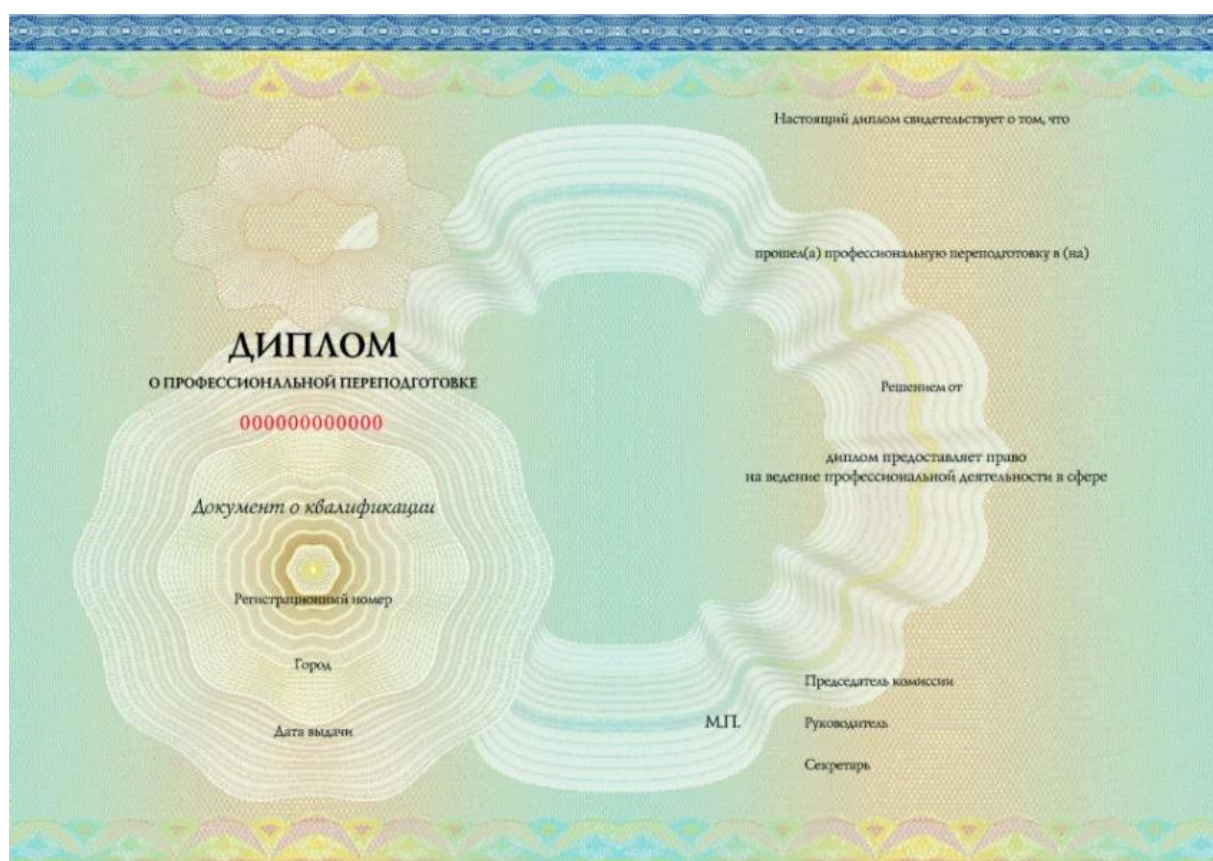 ДИПЛОМ
О ПРОФЕССИОНАЛЬНОЙ ПЕРЕПОДГОТОВКЕ
000000000000
Документ о квалификации
Регистрационный номер
Город
Дата выдачи
Настоящий диплом свидетельствует о том, что
прошел(а) профессиональную переподготовку в (на)
Решением от
диплом предоставляет право
на ведение профессиональной деятельности в сфере
Председатель комиссии
М.П.
Руководитель
Секретарь